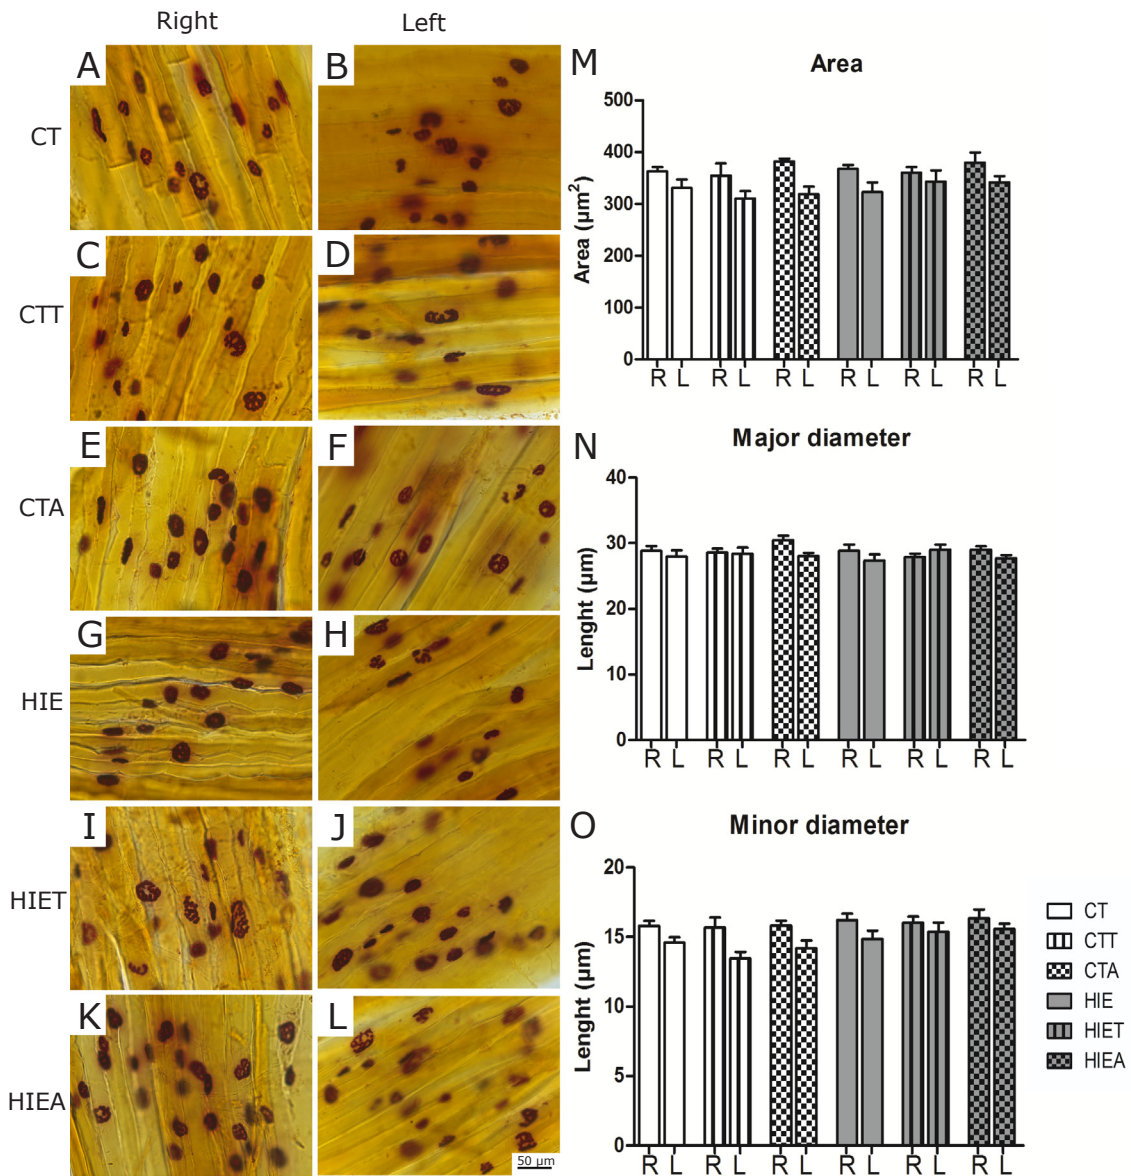 Right
Left
A
B
CT
C
D
CTT
E
F
CTA
G
H
HIE
I
J
HIET
K
L
HIEA
50 µm
M
Area
Area (µm²)
500
400
300
200
100
0
R L R L R L R L R L R L
N
Major diameter
Lenght (µm)
40
30
20
10
0
R L R L R L R L R L R L
O
Minor diameter
Lenght (µm)
20
15
10
5
0
R L R L R L R L R L R L
CT
CTT
CTA
HIE
HIET
HIEA